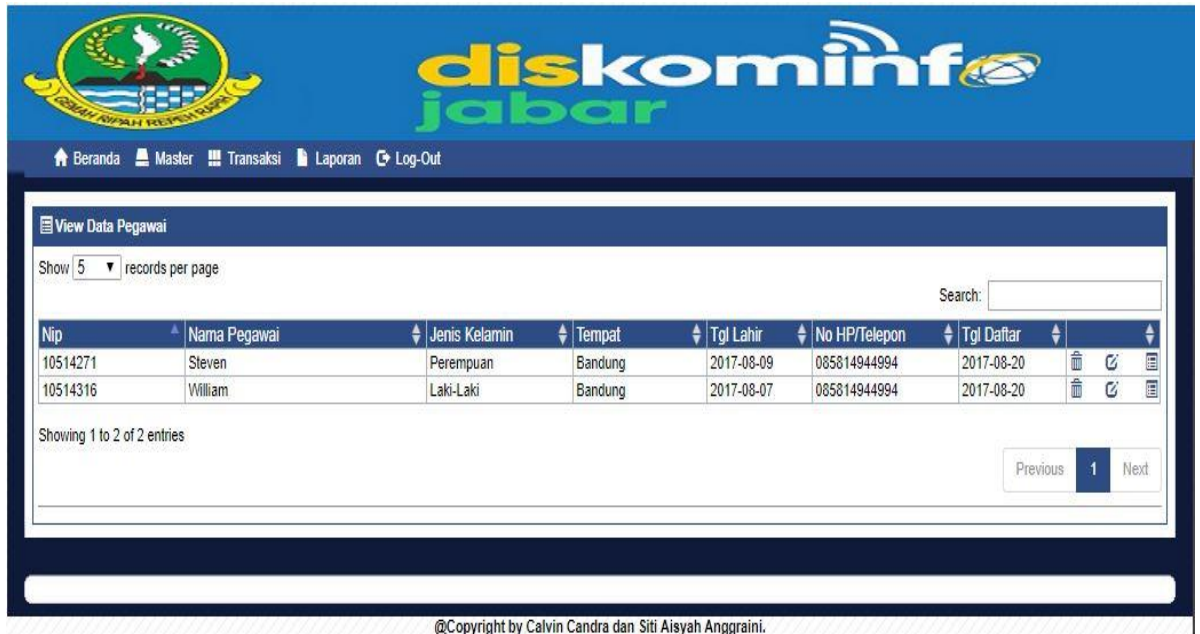 GEMAH RIPAH REPEH RAPIH
diskominfo
jabar
Beranda Master Transaksi Laporan Log-Out
View Data Pegawai
Show 5 records per page
Search:
Nip Nama Pegawai Jenis Kelamin Tempat Tgl Lahir No HP/Telepon Tgl Daftar
10514271 Steven Perempuan Bandung 2017-08-09 085814944994 2017-08-20
10514316 William Laki-Laki Bandung 2017-08-07 085814944994 2017-08-20
Showing 1 to 2 of 2 entries
Previous 1 Next
@Copyright by Calvin Candra dan Siti Aisyah Anggraini.